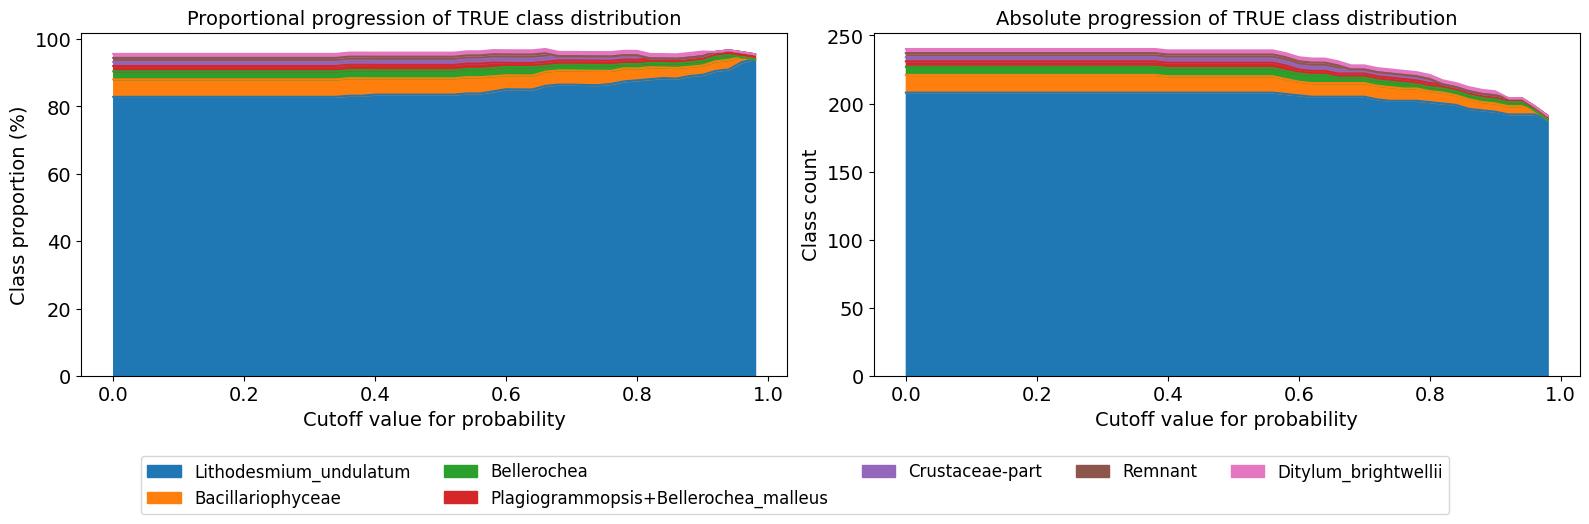 Proportional progression of TRUE class distribution
Class proportion (%)
100
80
60
40
20
0
0.0 0.2 0.4 0.6 0.8 1.0
Cutoff value for probability
Absolute progression of TRUE class distribution
Class count
250
200
150
100
50
0
0.0 0.2 0.4 0.6 0.8 1.0
Cutoff value for probability
Lithodesmium_undulatum
Bacillariophyceae
Bellerochea
Plagiogrammopsis+Bellerochea_malleus
Crustaceae-part
Remnant
Ditylum_brightwellii